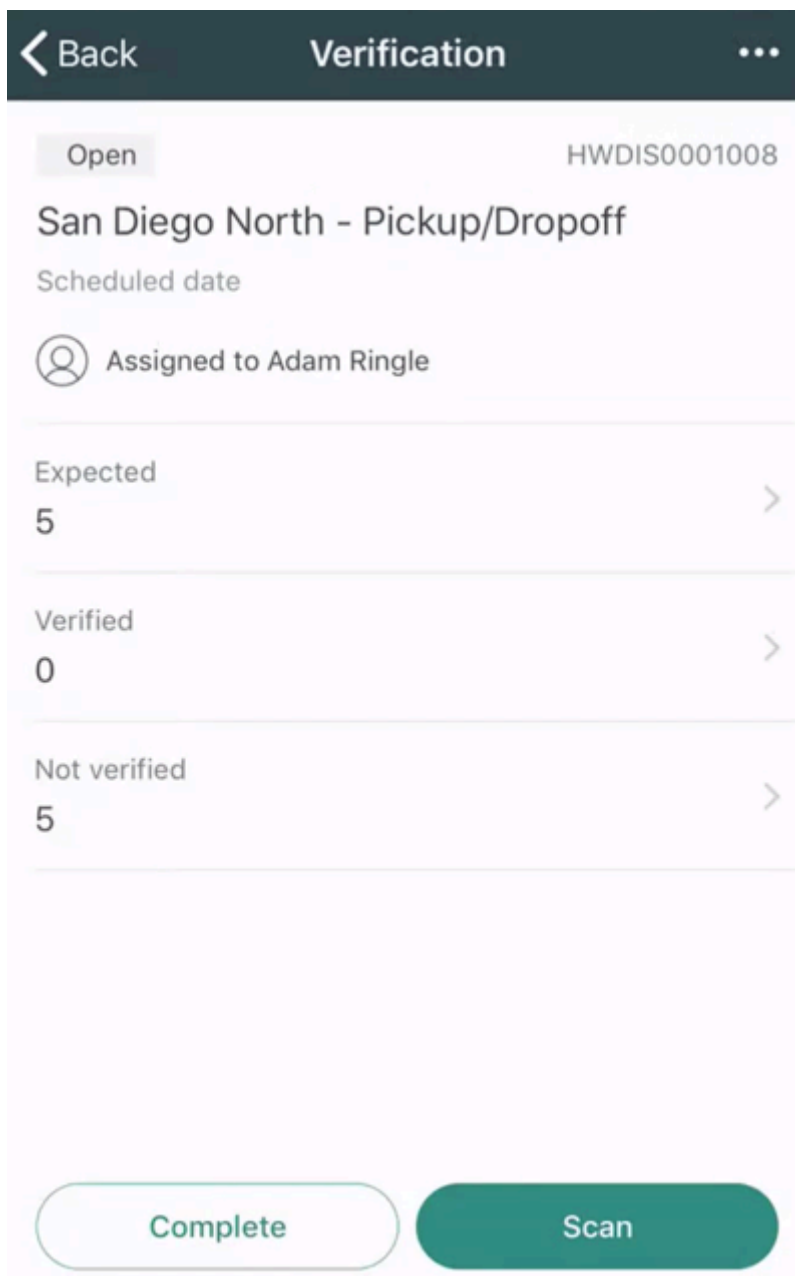 Back Verification ...
Open HWDIS0001008
San Diego North - Pickup/Dropoff
Scheduled date
Assigned to Adam Ringle
Expected
5
Verified
0
Not verified
5
Complete Scan